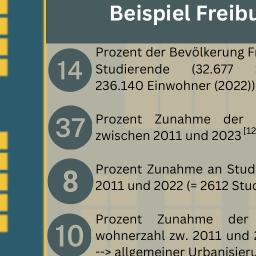 Beispiel Freibu
14
Prozent der Bevölkerung F
Studierende (32.677
236.140 Einwohner (2022))
37
Prozent Zunahme der
zwischen 2011 und 2023 [12
8
Prozent Zunahme an Stud
2011 und 2022 (= 2612 Stud
10
Prozent Zunahme der
wohnerzahl zw. 2011 und 2
--> allgemeiner Urbanisieru